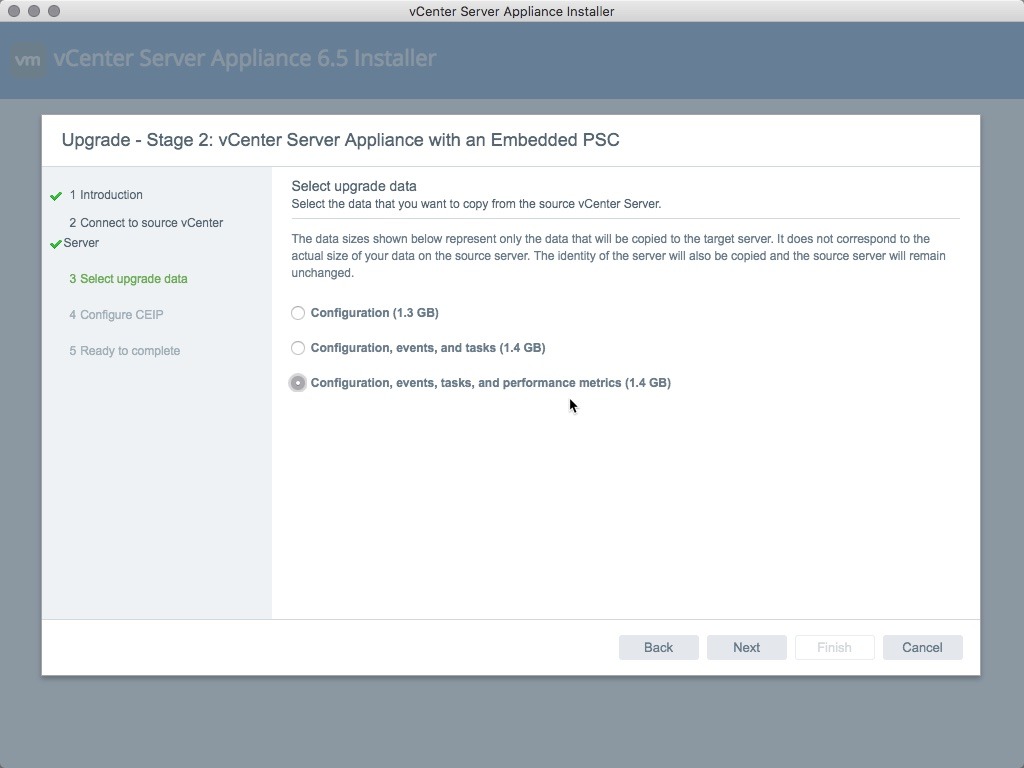 vCenter Server Appliance Installer
vm vCenter Server Appliance 6.5 Installer
Upgrade - Stage 2: vCenter Server Appliance with an Embedded PSC
1 Introduction
2 Connect to source vCenter
Server
3 Select upgrade data
4 Configure CEIP
5 Ready to complete
Select upgrade data
Select the data that you want to copy from the source vCenter Server.
The data sizes shown below represent only the data that will be copied to the target server. It does not correspond to the
actual size of your data on the source server. The identity of the server will also be copied and the source server will remain
unchanged.
Configuration (1.3 GB)
Configuration, events, and tasks (1.4 GB)
Configuration, events, tasks, and performance metrics (1.4 GB)
Back
Next
Finish
Cancel